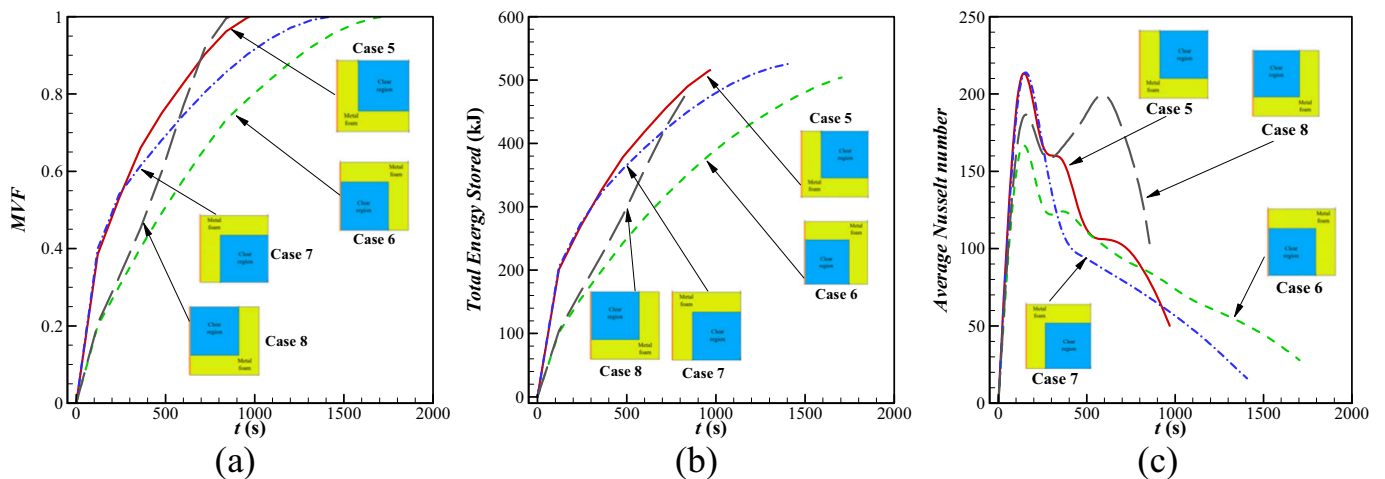 MVF
1
0.8
0.6
0.4
0.2
0
0
500
1000
1500
2000
t (s)
Case 5
Clear
region
Metal
foam
Metal
foam
Clear
region
Case 6
Metal
foam
Clear
region
Case 7
Clear
region
Metal
foam
Case 8
(a)
Total Energy Stored (kJ)
600
500
400
300
200
100
0
0
500
1000
1500
2000
t (s)
Case 5
Clear
region
Metal
foam
Metal
foam
Clear
region
Case 6
Clear
region
Metal
foam
Case 8
Metal
foam
Clear
region
Case 7
(b)
Average Nusselt number
250
200
150
100
50
0
0
500
1000
1500
2000
t (s)
Clear
region
Metal
foam
Case 5
Clear
region
Metal
foam
Case 8
Metal
foam
Clear
region
Case 6
Metal
foam
Clear
region
Case 7
(c)